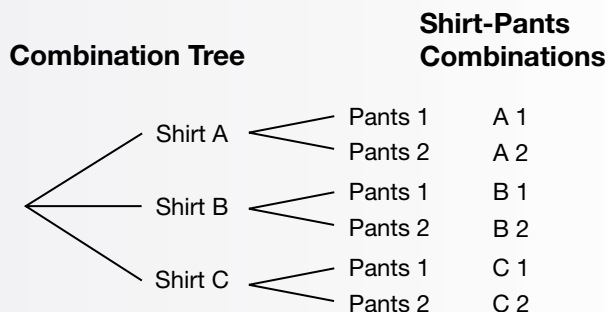 Shirt-Pants
Combination Tree Combinations
Pants 1 A 1
Shirt A
Pants 2 A 2
Pants 1 B 1
Shirt B
Pants 2 B 2
Pants 1 C 1
Shirt C
Pants 2 C 2